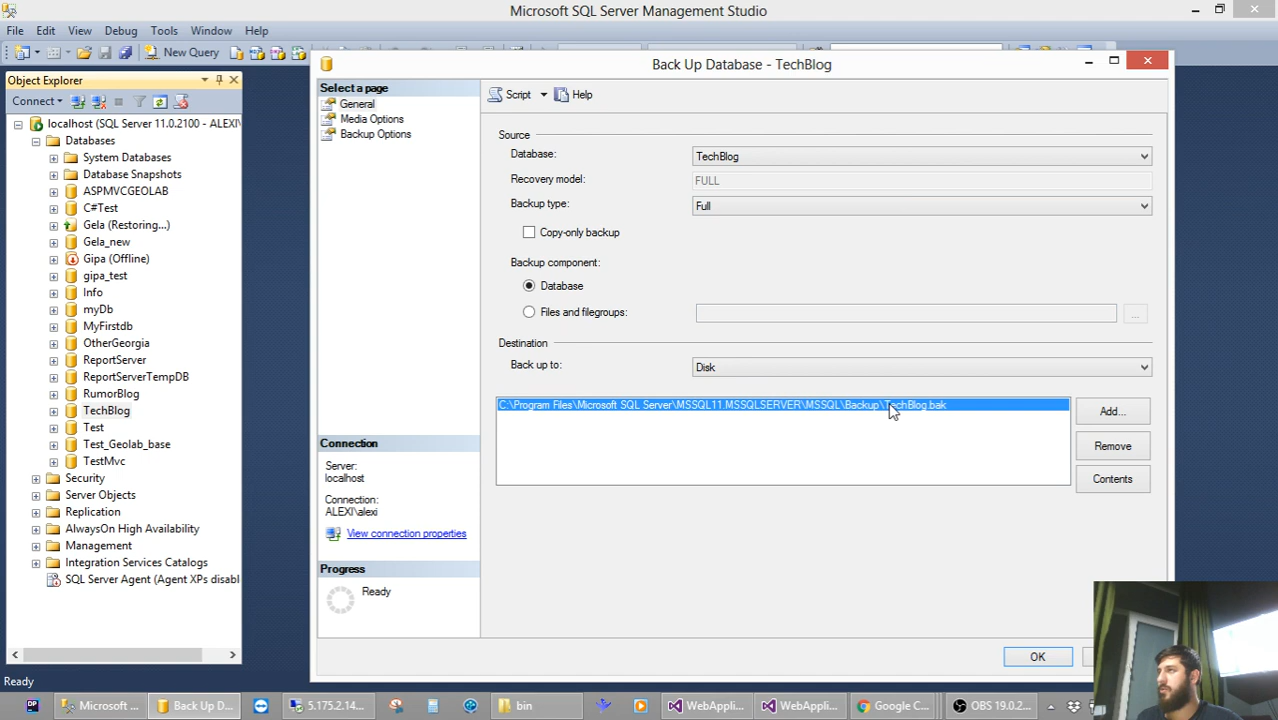 Microsoft SQL Server Management Studio
File Edit View Debug Tools Window Help
New Query
Object Explorer
Connect
localhost (SQL Server 11.0.2100 - ALEXI
Databases
System Databases
Database Snapshots
ASPMVCGEOLAB
C#Test
Gela (Restoring...)
Gela_new
Gipa (Offline)
gipa_test
Info
myDb
MyFirstdb
OtherGeorgia
ReportServer
ReportServerTempDB
RumorBlog
TechBlog
Test
Test_Geolab_base
TestMvc
Security
Server Objects
Replication
AlwaysOn High Availability
Management
Integration Services Catalogs
SQL Server Agent (Agent XPs disabl
Back Up Database - TechBlog
Select a page
General
Media Options
Backup Options
Connection
Server:
localhost
Connection:
ALEXI\alexi
View connection properties
Progress
Ready
Script Help
Source
Database: TechBlog
Recovery model: FULL
Backup type: Full
Copy-only backup
Backup component:
Database
Files and filegroups:
...
Destination
Back up to: Disk
C:\Program Files\Microsoft SQL Server\MSSQL11.MSSQLSERVER\MSSQL\Backup\TechBlog.bak
Add...
Remove
Contents
OK
Ready
DP
Microsoft ...
Back Up D...
5.175.2.14...
bin
WebAppli...
WebAppli...
Google C...
OBS 19.0.2...